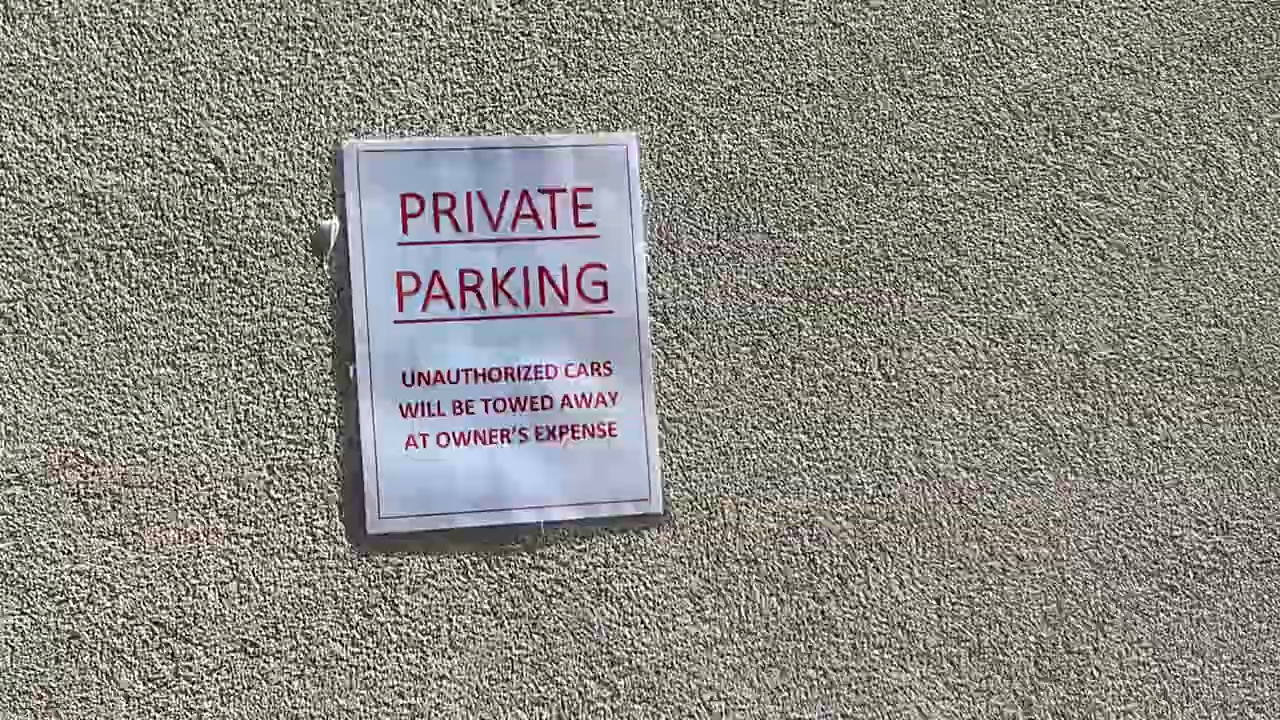 PRIVATE
PARKING
UNAUTHORIZED CARS
WILL BE TOWED AWAY
AT OWNER'S EXPENSE